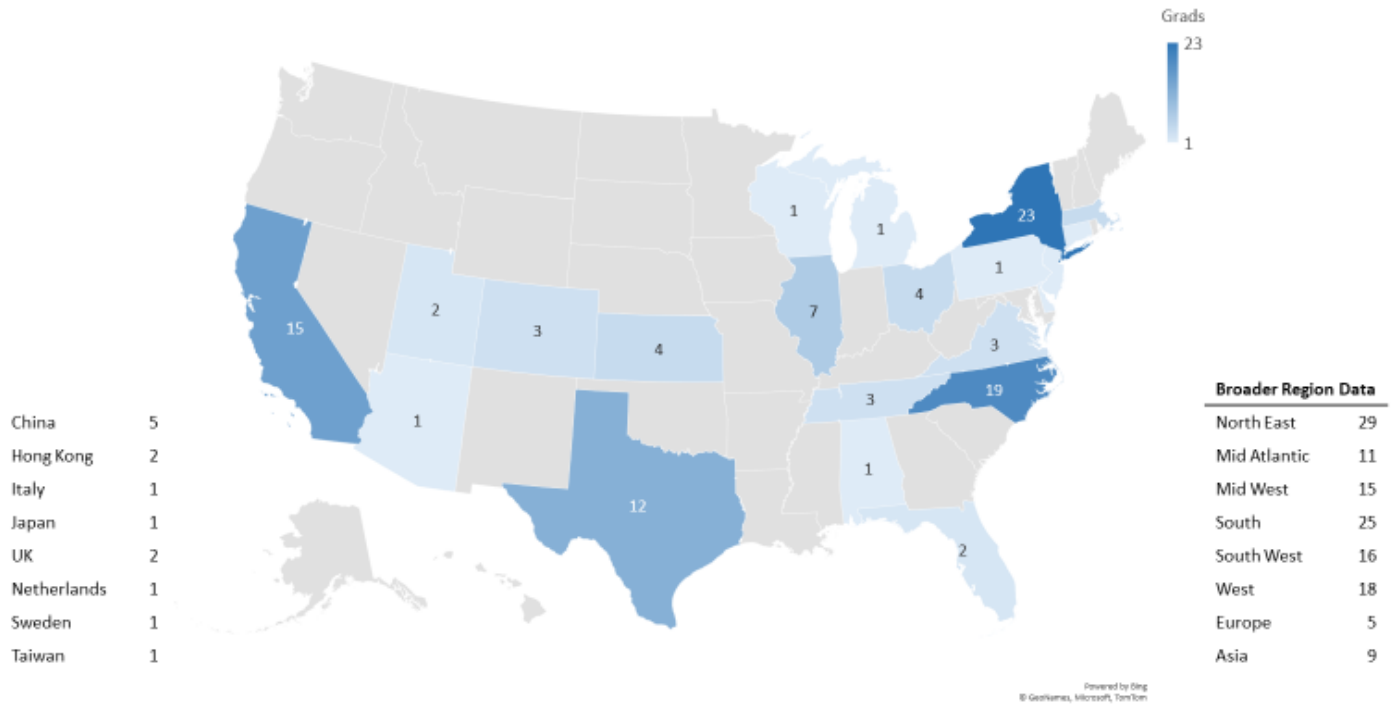 Grads
23
1
1
1
23
1
4
7
2
3
4
15
3
19
3
1
1
12
2
China 5
Hong Kong 2
Italy 1
Japan 1
UK 2
Netherlands 1
Sweden 1
Taiwan 1
Broader Region Data
North East 29
Mid Atlantic 11
Mid West 15
South 25
South West 16
West 18
Europe 5
Asia 9
Powered by Bing
© GeoNames, Microsoft, TomTom